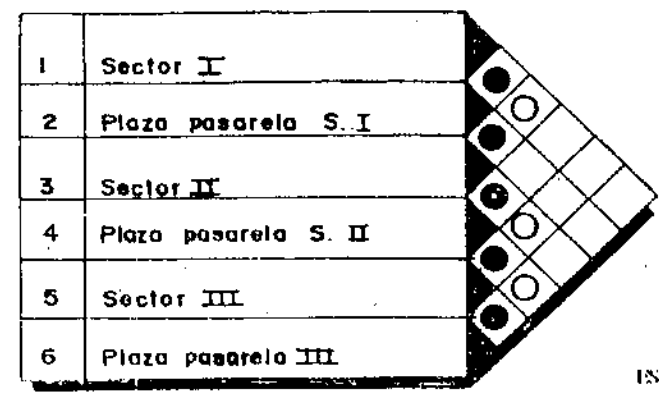 1 Sector I
2 Plaza pasarela S. I
3 Sector II
4 Plaza pasarela S. II
5 Sector III
6 Plaza pasarela III